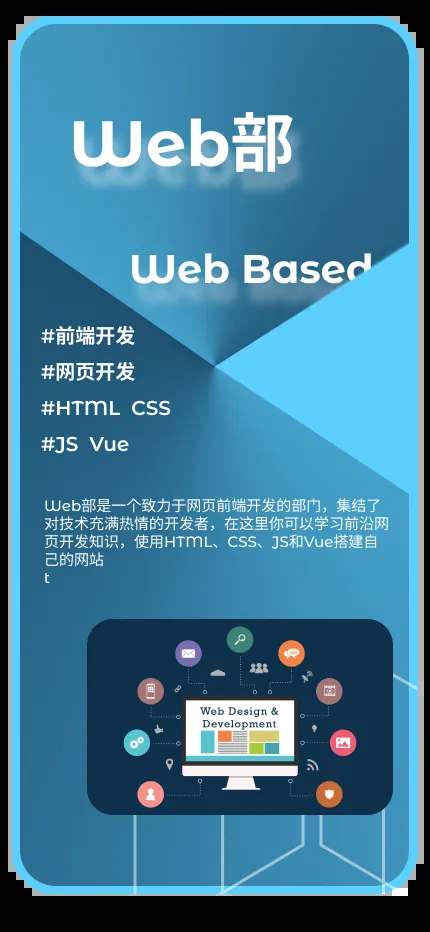 Web部
Web Based
#前端开发
#网页开发
#HTML CSS
#JS Vue
Web部是一个致力于网页前端开发的部门，集结了
对技术充满热情的开发者，在这里你可以学习前沿网
页开发知识，使用HTML、CSS、JS和Vue搭建自
己的网站
t
Web Design &
Development